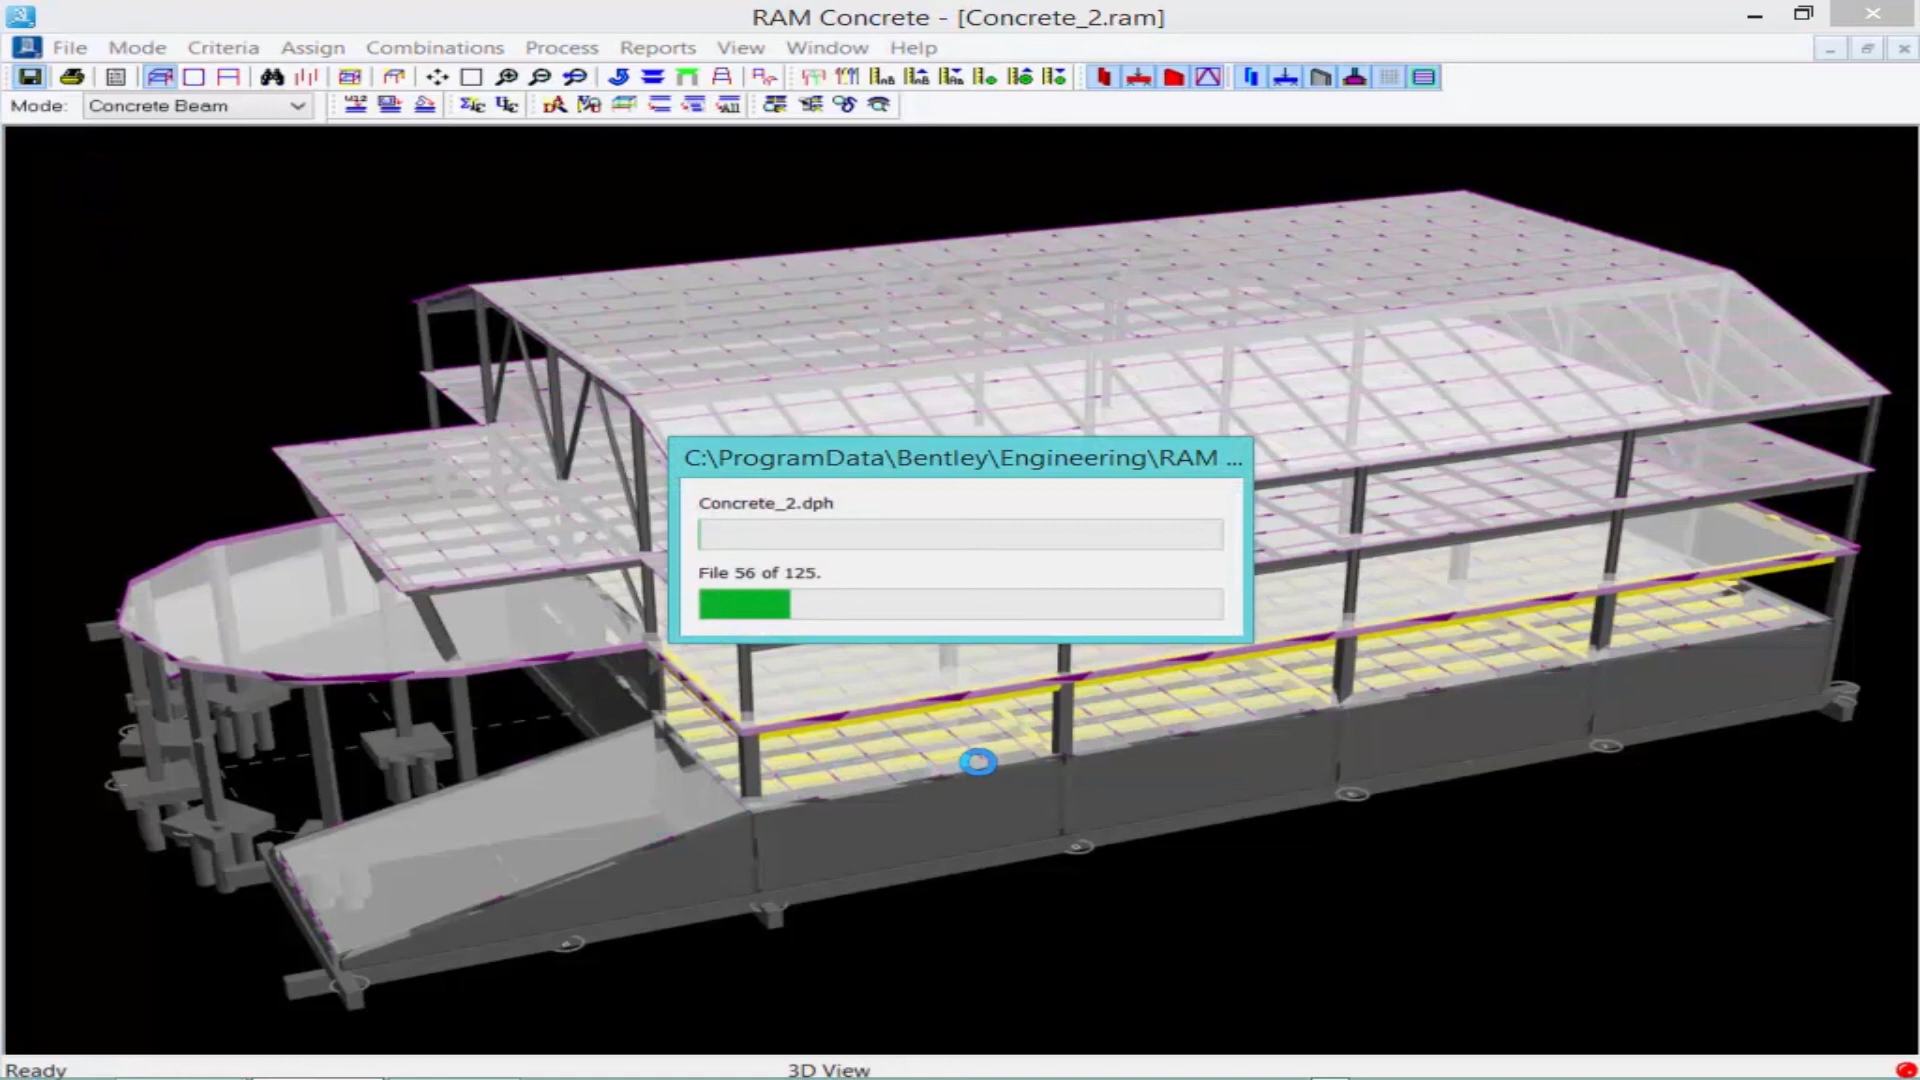 RAM Concrete - [Concrete_2.ram]
File Mode Criteria Assign Combinations Process Reports View Window Help
Mode: Concrete Beam
C:\ProgramData\Bentley\Engineering\RAM ...
Concrete_2.dph
File 56 of 125.
Ready 3D View